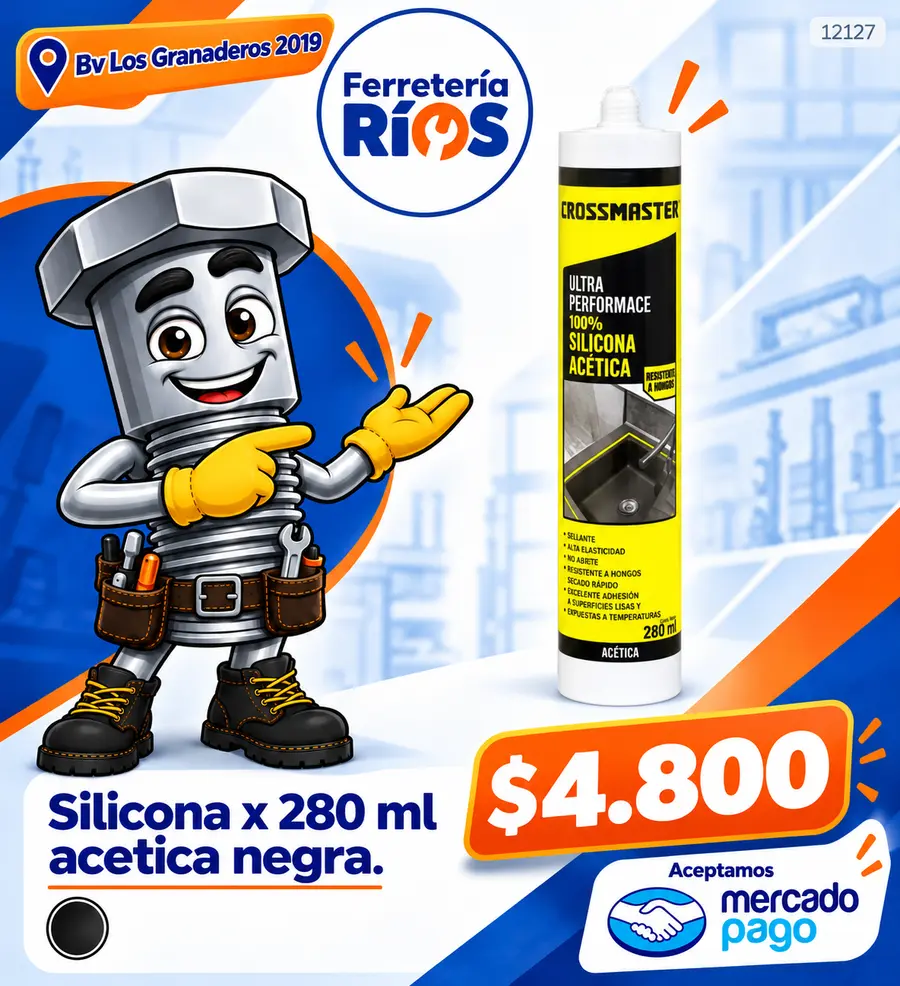 Bv Los Granaderos 2019
Ferretería
RÍOS
12127
CROSSMASTER
ULTRA
PERFORMACE
100%
SILICONA
ACÉTICA
RESISTENTE
A HONGOS
• SELLANTE
• ALTA ELASTICIDAD
• NO ABIETE
• RESISTENTE A HONGOS
SECADO RÁPIDO
• EXCELENTE ADHESIÓN
A SUPERFICIES LISAS Y
• EXPUESTAS A TEMPERATURAS
280 ml
ACÉTICA
$4.800
Silicona x 280 ml
acetica negra.
Aceptamos
mercado
pago